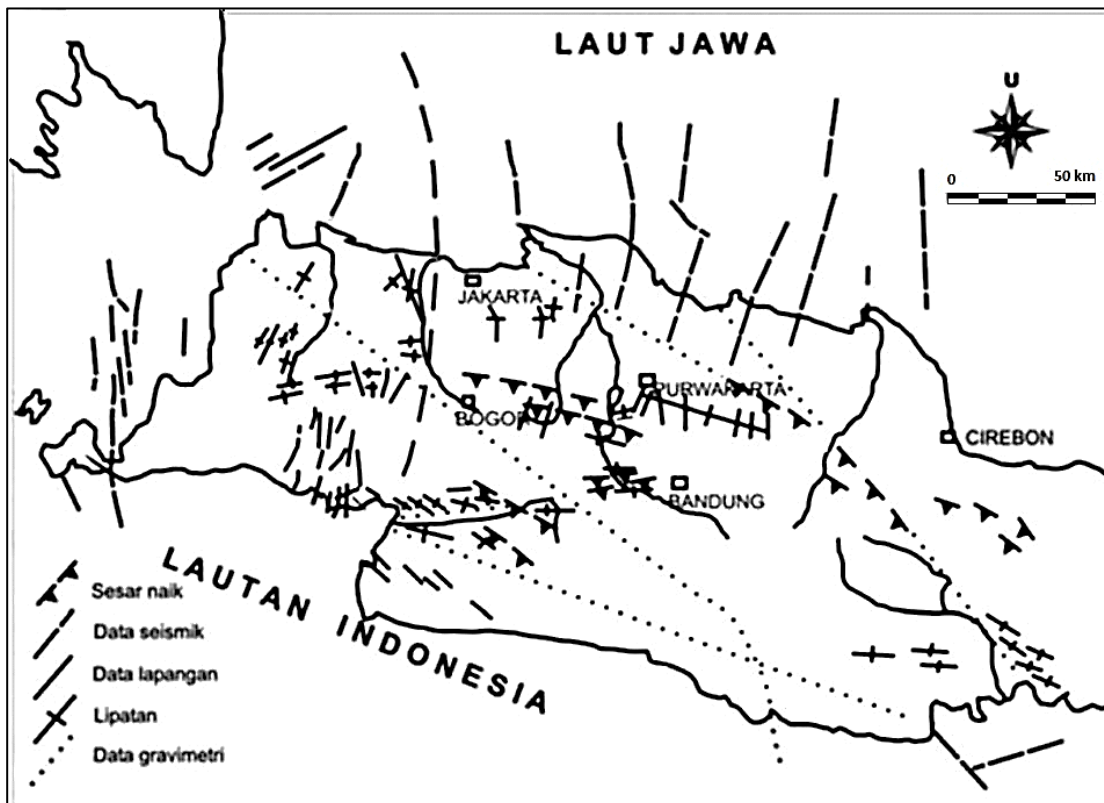 LAUT JAWA
U
0 50 km
JAKARTA
PURWAKARTA
BOGOR
CIREBON
BANDUNG
LAUTAN INDONESIA
Sesar naik
Data seismik
Data lapangan
Lipatan
Data gravimetri